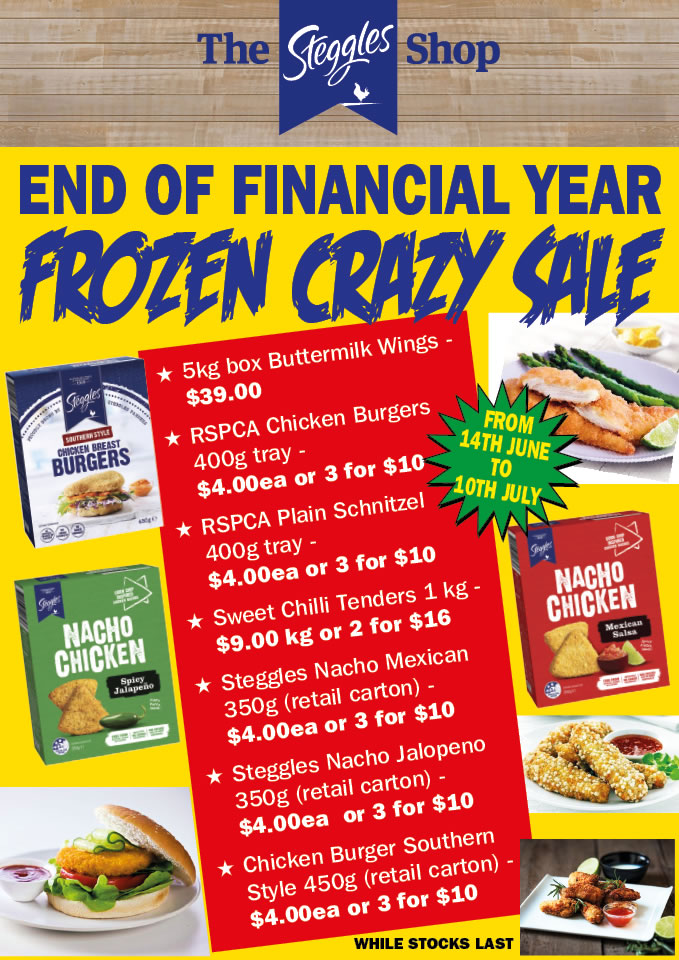 The Steggles Shop
END OF FINANCIAL YEAR
FROZEN CRAZY SALE
★ 5kg box Buttermilk Wings -
$39.00
★ RSPCA Chicken Burgers
400g tray -
$4.00ea or 3 for $10
★ RSPCA Plain Schnitzel
400g tray -
$4.00ea or 3 for $10
★ Sweet Chilli Tenders 1 kg -
$9.00 kg or 2 for $16
★ Steggles Nacho Mexican
350g (retail carton) -
$4.00ea or 3 for $10
★ Steggles Nacho Jalopeno
350g (retail carton) -
$4.00ea or 3 for $10
★ Chicken Burger Southern
Style 450g (retail carton) -
$4.00ea or 3 for $10
FROM
14TH JUNE
TO
10TH JULY
Steggles
SOUTHERN STYLE
CHICKEN BREAST
BURGERS
Steggles
NACHO
CHICKEN
Spicy
Jalapeño
Steggles
NACHO
CHICKEN
Mexican
Salsa
WHILE STOCKS LAST